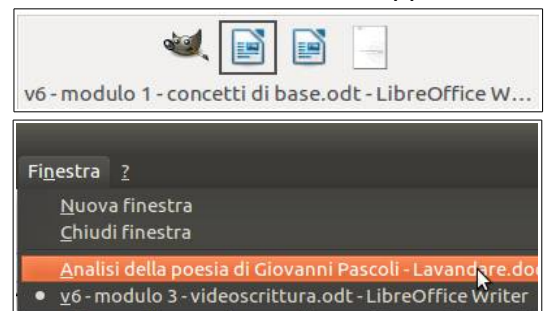 v6 - modulo 1 - concetti di base.odt - LibreOffice W...
Finestra ?
Nuova finestra
Chiudi finestra
Analisi della poesia di Giovanni Pascoli - Lavandare.do
• v6 - modulo 3 - videoscrittura.odt - LibreOffice Writer